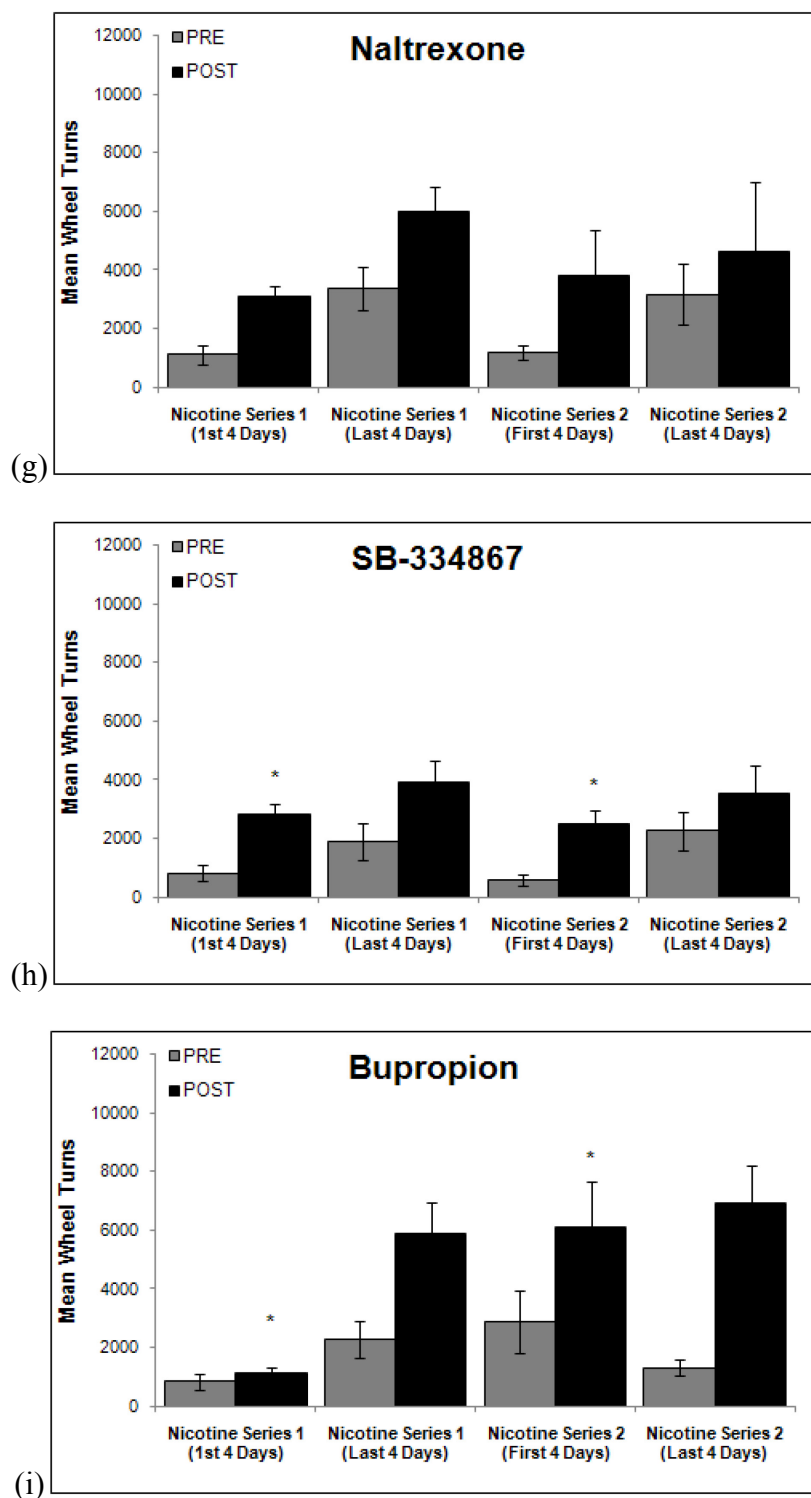 Naltrexone
PRE
POST
Mean Wheel Turns
12000
10000
8000
6000
4000
2000
0
Nicotine Series 1 Nicotine Series 1 Nicotine Series 2 Nicotine Series 2
(1st 4 Days) (Last 4 Days) (First 4 Days) (Last 4 Days)
(g)
SB-334867
PRE
POST
Mean Wheel Turns
12000
10000
8000
6000
4000
2000
0
* *
Nicotine Series 1 Nicotine Series 1 Nicotine Series 2 Nicotine Series 2
(1st 4 Days) (Last 4 Days) (First 4 Days) (Last 4 Days)
(h)
Bupropion
PRE
POST
Mean Wheel Turns
12000
10000
8000
6000
4000
2000
0
* *
Nicotine Series 1 Nicotine Series 1 Nicotine Series 2 Nicotine Series 2
(1st 4 Days) (Last 4 Days) (First 4 Days) (Last 4 Days)
(i)